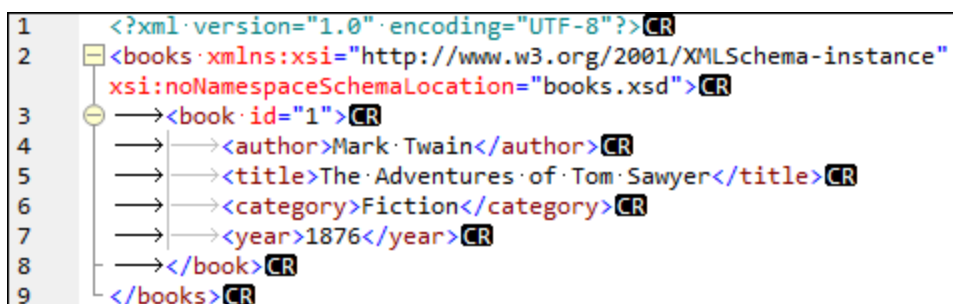 1 <?xml·version="1.0"·encoding="UTF-8"?>CR
2 <books·xmlns:xsi="http://www.w3.org/2001/XMLSchema-instance"
xsi:noNamespaceSchemaLocation="books.xsd">CR
3 <book·id="1">CR
4 <author>Mark·Twain</author>CR
5 <title>The·Adventures·of·Tom·Sawyer</title>CR
6 <category>Fiction</category>CR
7 <year>1876</year>CR
8 </book>CR
9 </books>CR